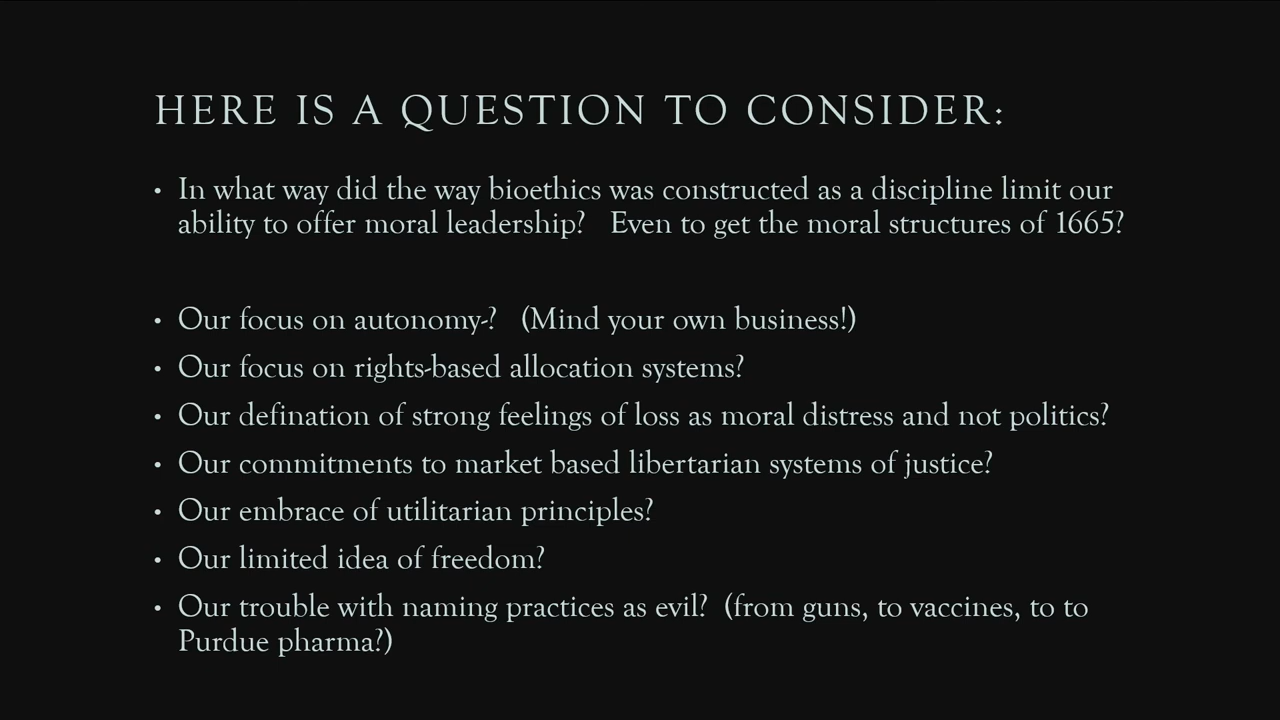 HERE IS A QUESTION TO CONSIDER:
• In what way did the way bioethics was constructed as a discipline limit our
ability to offer moral leadership? Even to get the moral structures of 1665?
• Our focus on autonomy-? (Mind your own business!)
• Our focus on rights-based allocation systems?
• Our defination of strong feelings of loss as moral distress and not politics?
• Our commitments to market based libertarian systems of justice?
• Our embrace of utilitarian principles?
• Our limited idea of freedom?
• Our trouble with naming practices as evil? (from guns, to vaccines, to to
Purdue pharma?)